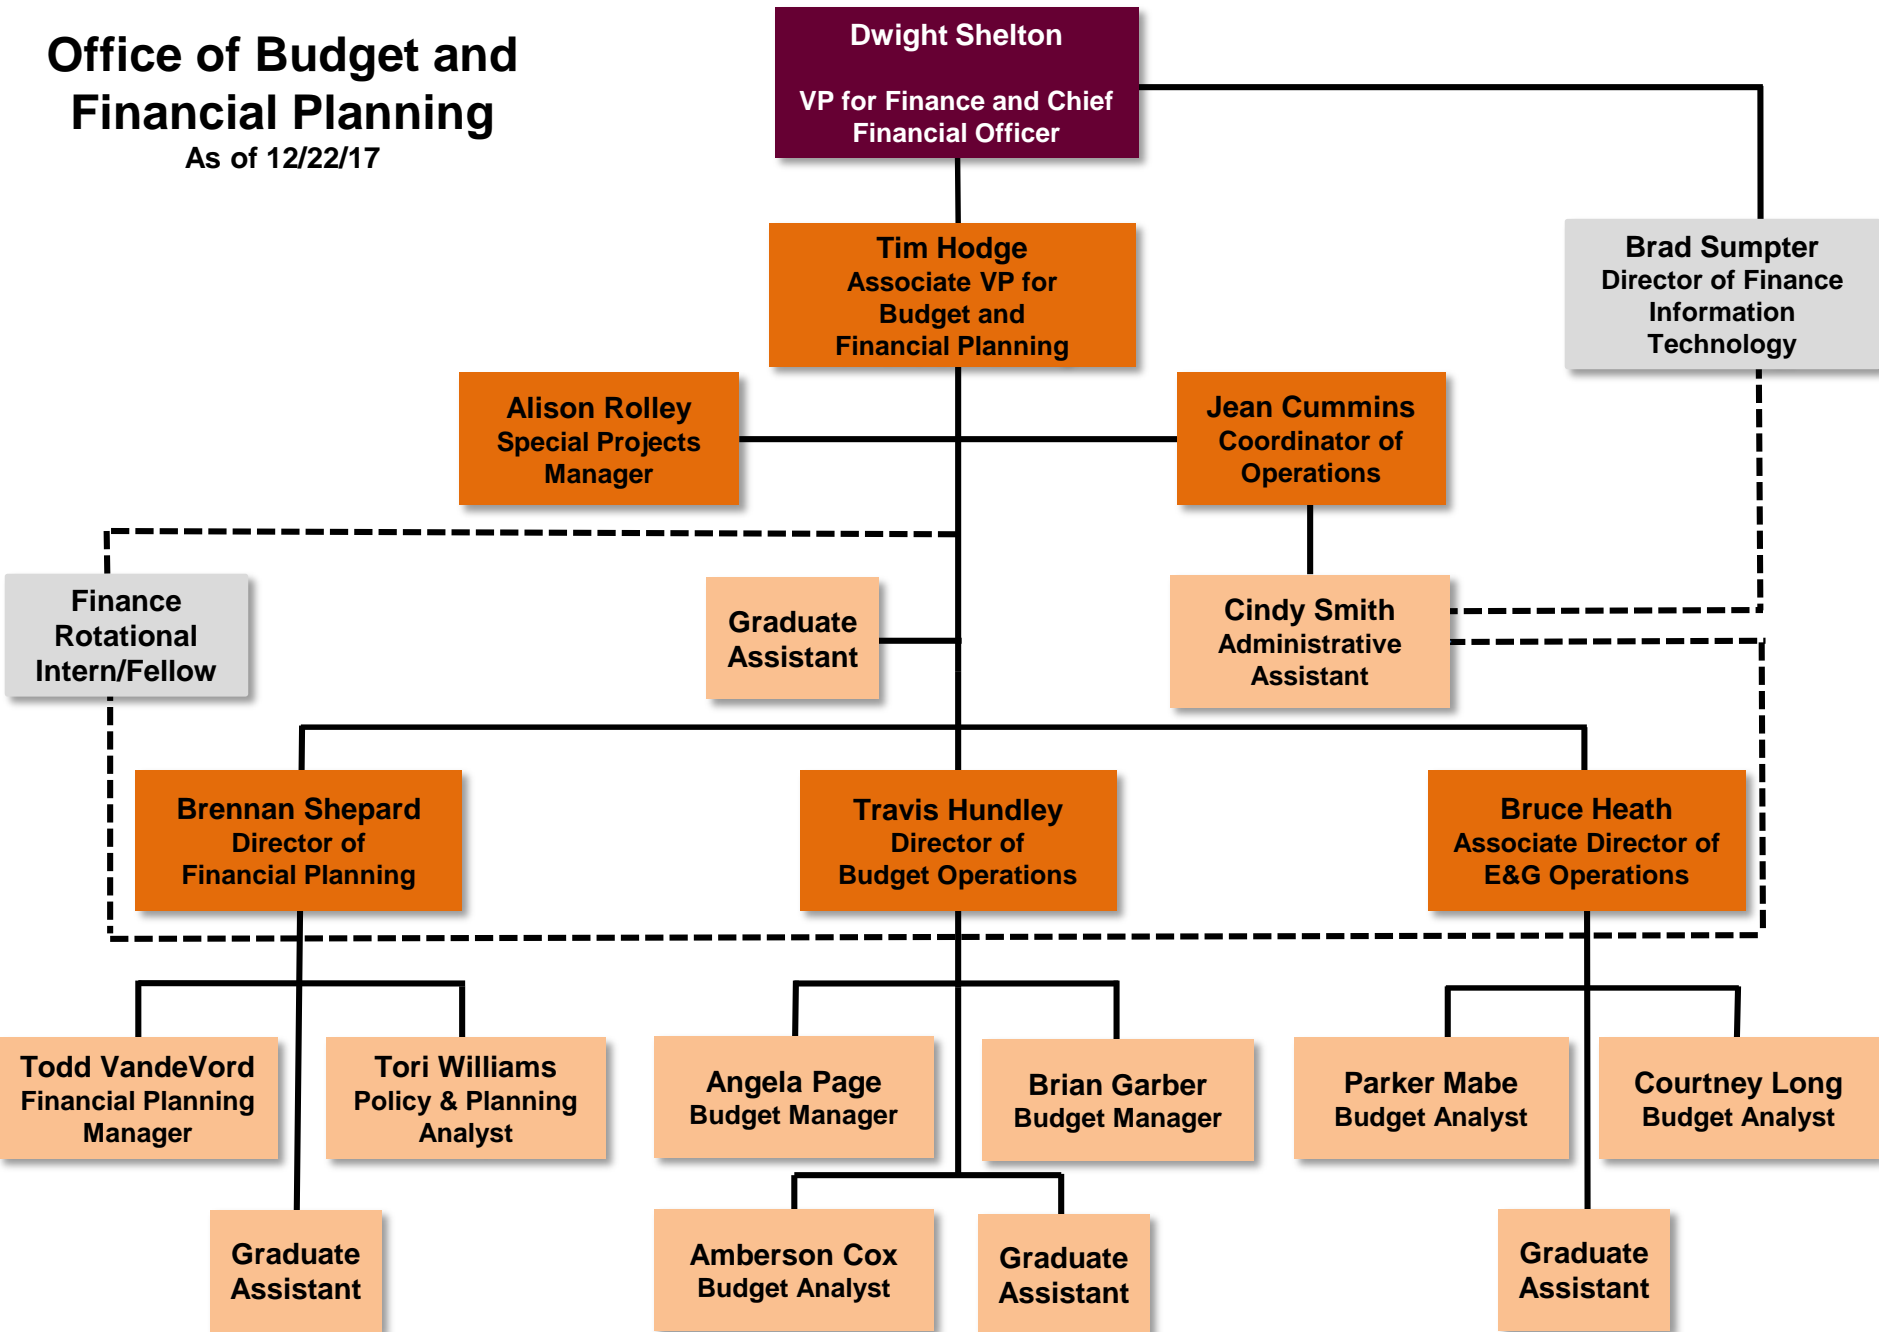 Office of Budget and
Financial Planning
As of 12/22/17
Dwight Shelton
VP for Finance and Chief
Financial Officer
Tim Hodge
Associate VP for
Budget and
Financial Planning
Brad Sumpter
Director of Finance
Information
Technology
Alison Rolley
Special Projects
Manager
Jean Cummins
Coordinator of
Operations
Finance
Rotational
Intern/Fellow
Graduate
Assistant
Cindy Smith
Administrative
Assistant
Brennan Shepard
Director of
Financial Planning
Travis Hundley
Director of
Budget Operations
Bruce Heath
Associate Director of
E&G Operations
Todd VandeVord
Financial Planning
Manager
Tori Williams
Policy & Planning
Analyst
Angela Page
Budget Manager
Brian Garber
Budget Manager
Parker Mabe
Budget Analyst
Courtney Long
Budget Analyst
Graduate
Assistant
Amberson Cox
Budget Analyst
Graduate
Assistant
Graduate
Assistant